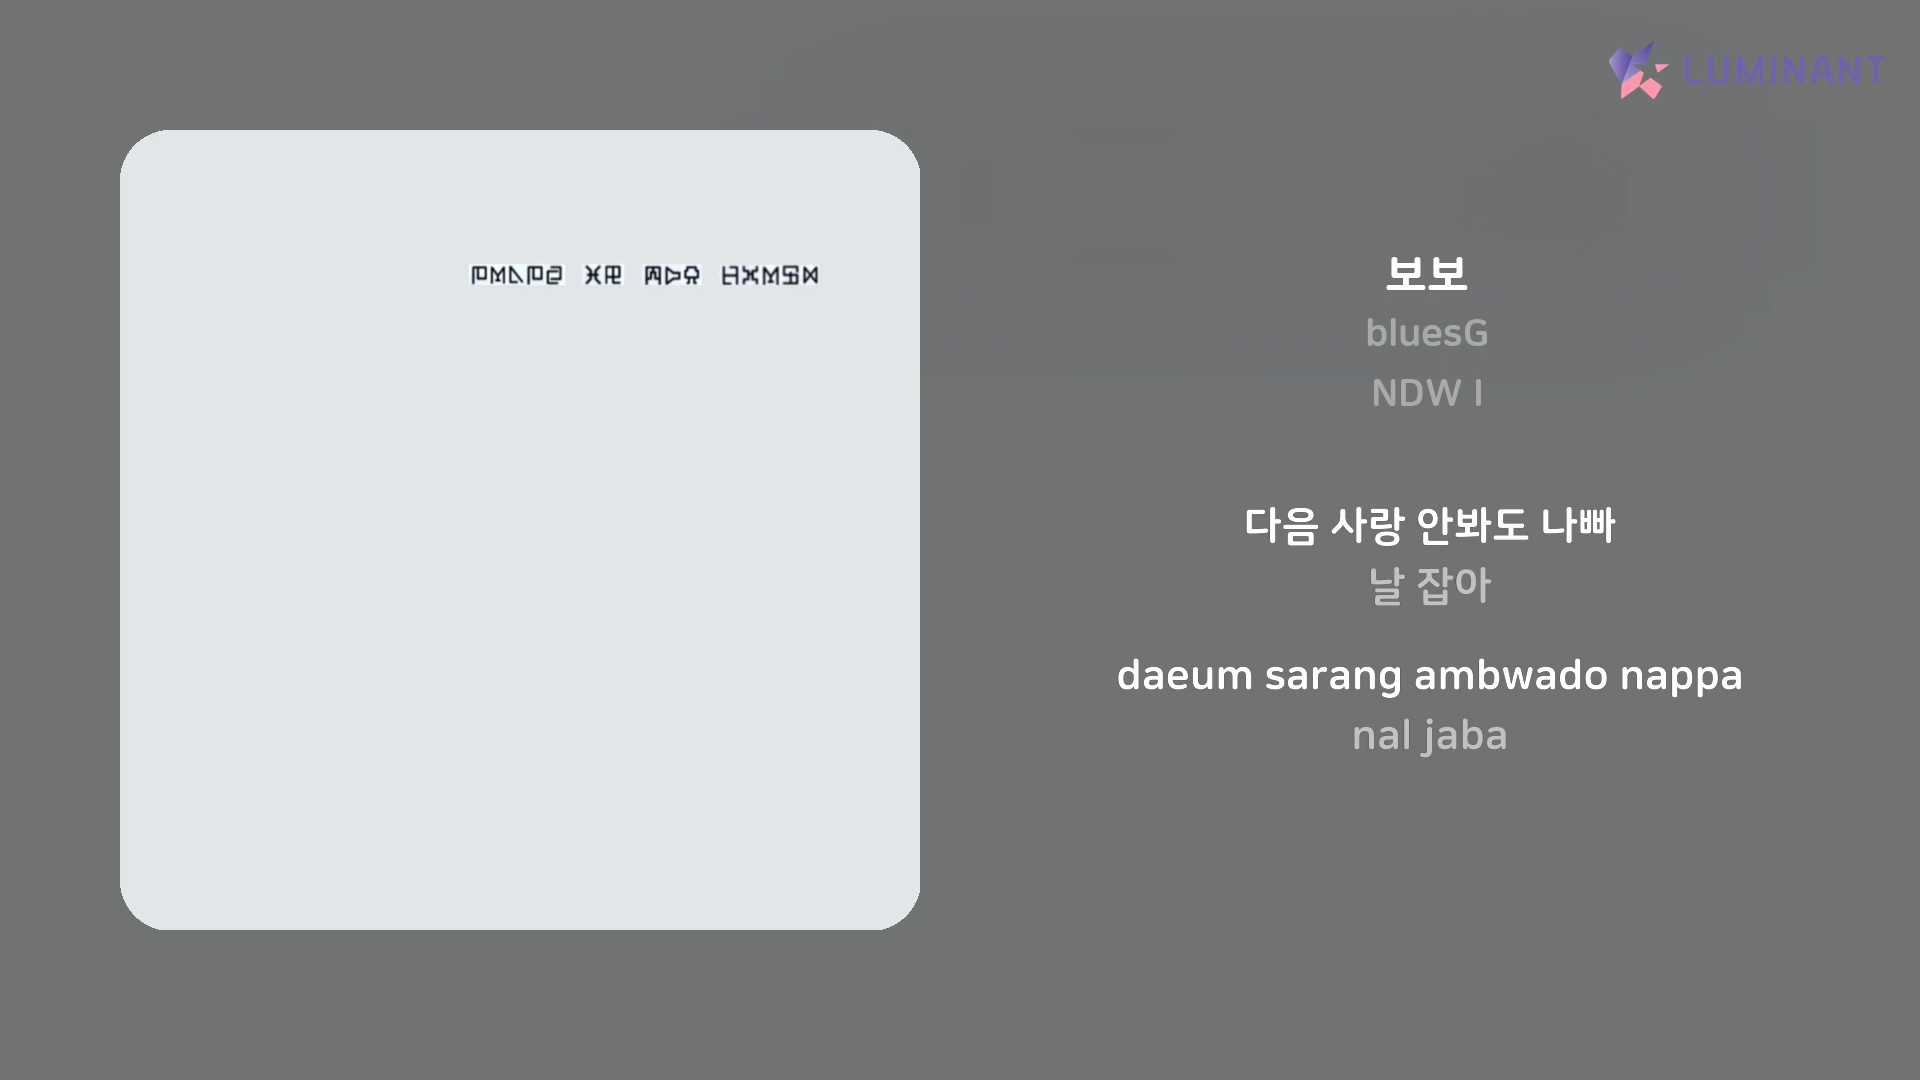 LUMINANT
보보
bluesG
NDW I
다음 사랑 안봐도 나빠
날 잡아
daeum sarang ambwado nappa
nal jaba